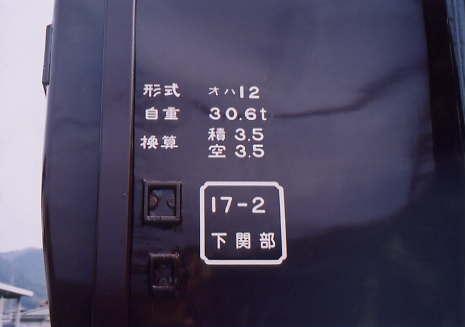 形式 オハ12
自重 30.6t
換算 積 3.5
空 3.5
17-2
下関部